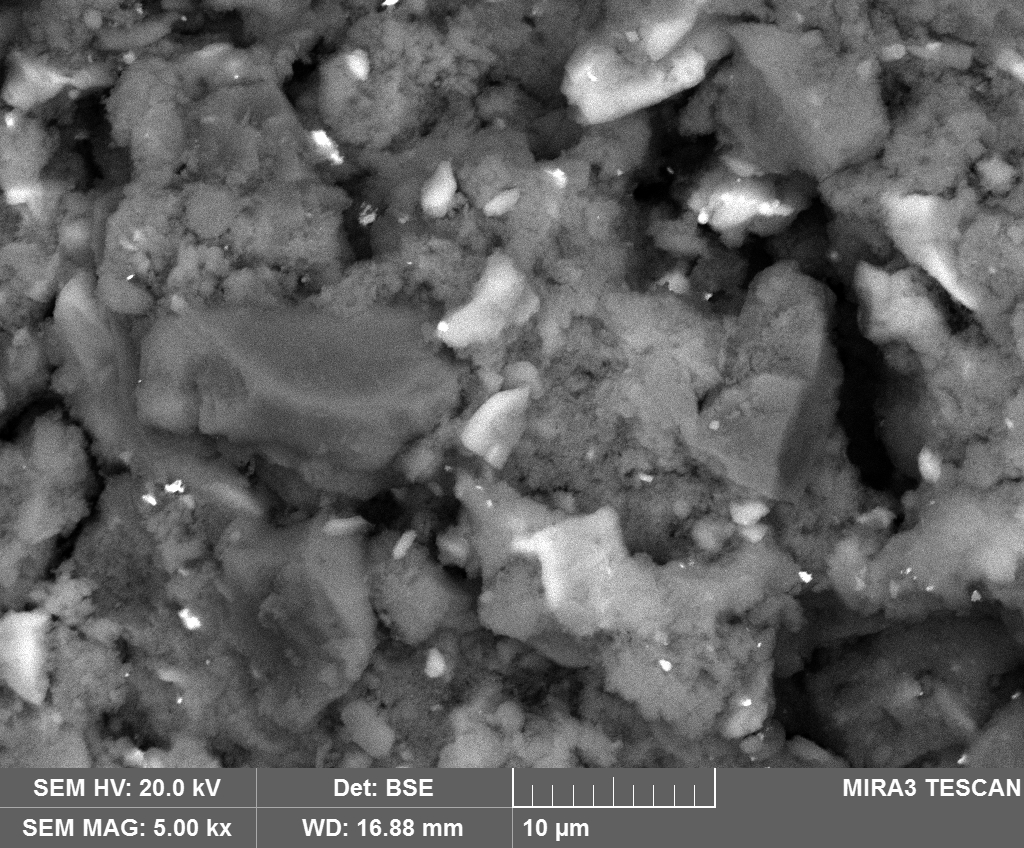 SEM HV: 20.0 kV
Det: BSE
MIRA3 TESCAN
SEM MAG: 5.00 kx
WD: 16.88 mm
10 µm